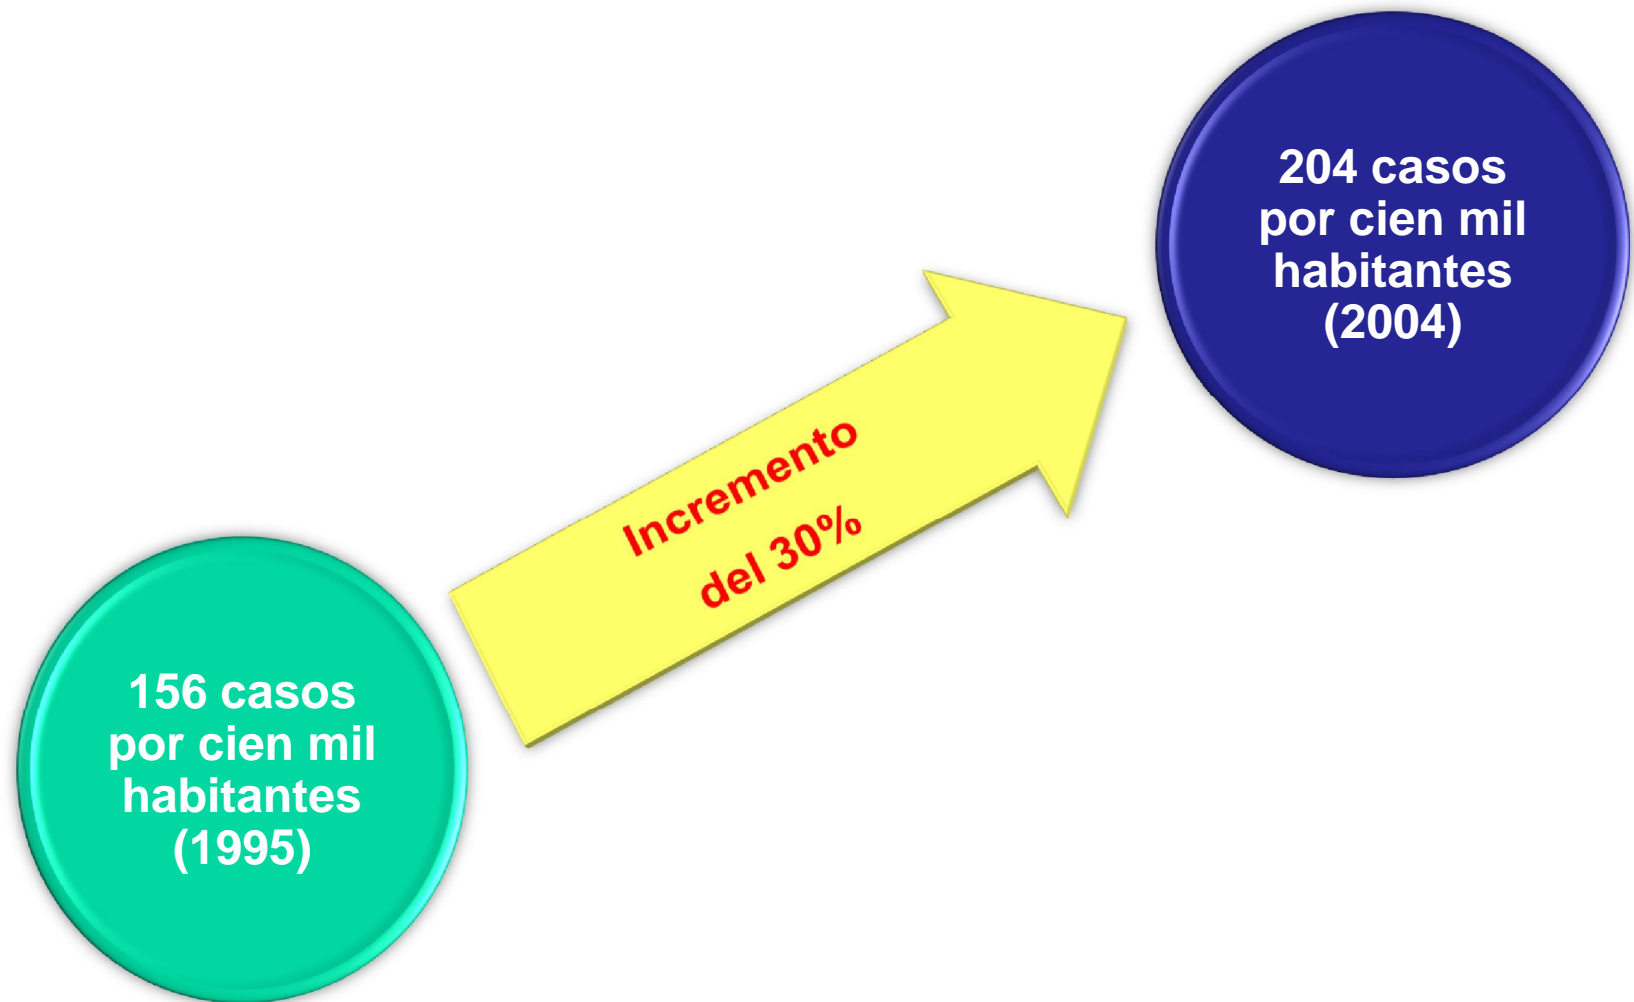 204 casos
por cien mil
habitantes
(2004)
Incremento
del 30%
156 casos
por cien mil
habitantes
(1995)